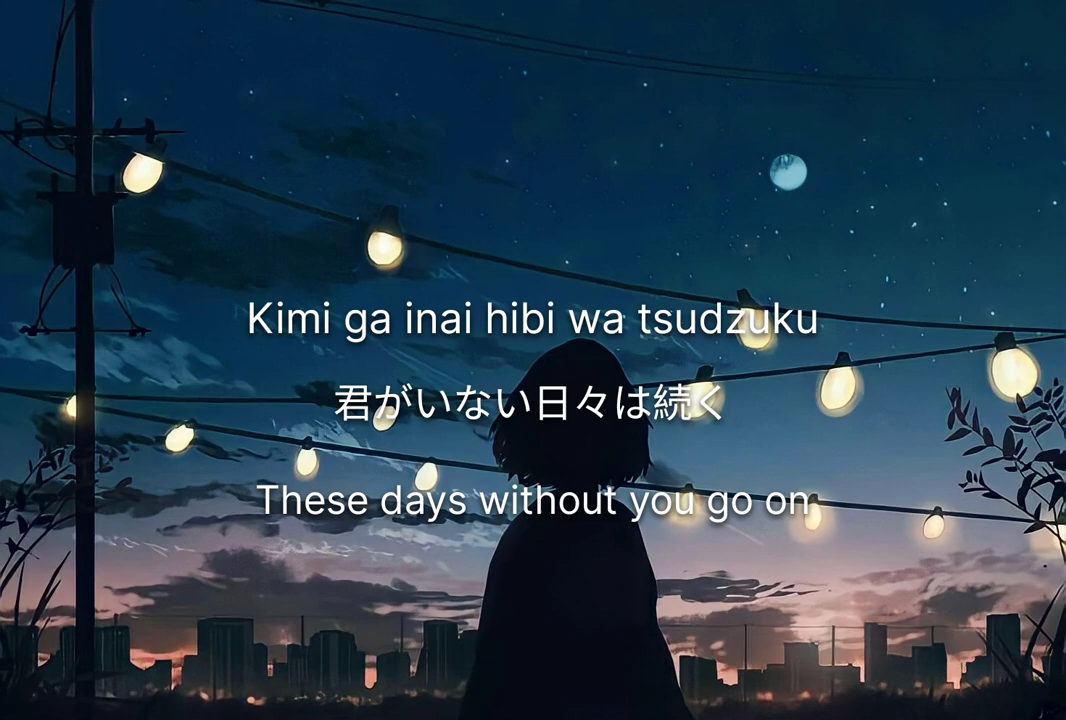 Kimi ga inai hibi wa tsudzuku
君がいない日々は続く
These days without you go on